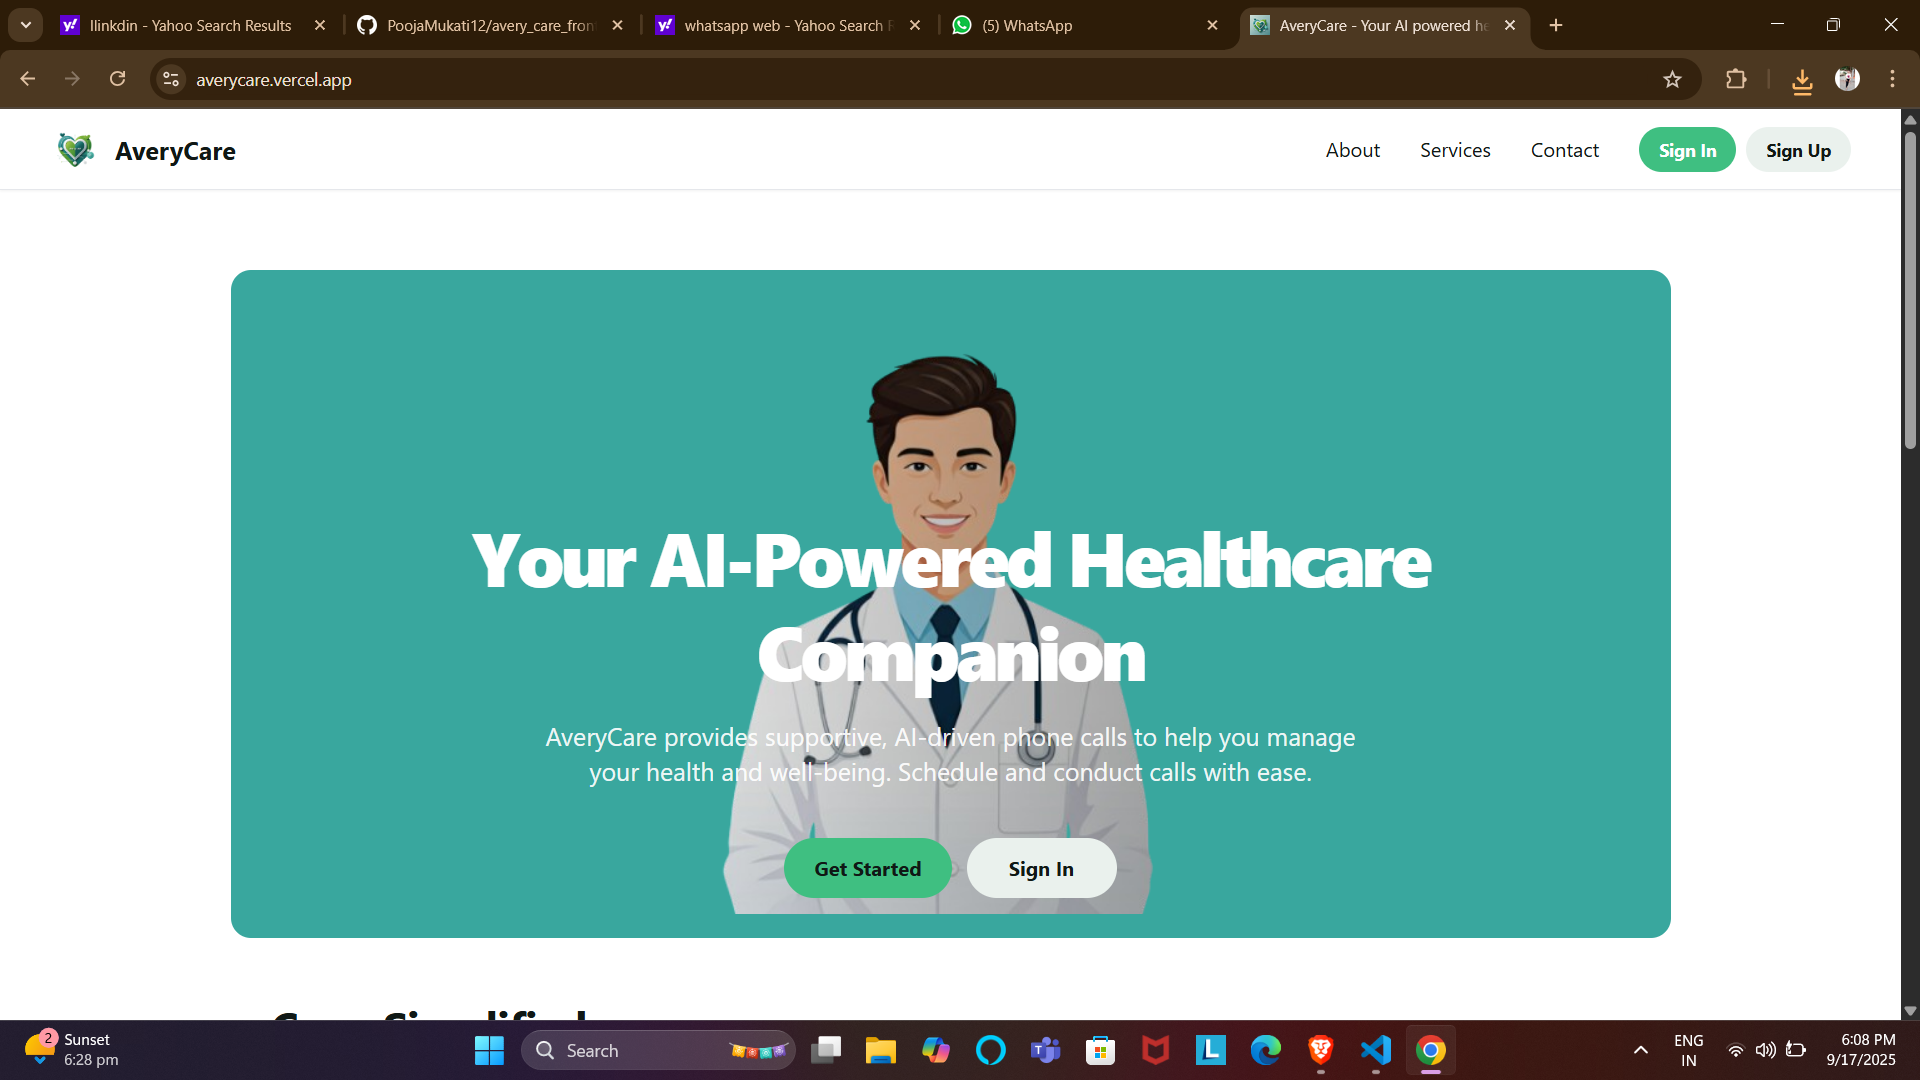 llinkdin - Yahoo Search Results
PoojaMukati12/avery_care_fron
whatsapp web - Yahoo Search R
(5) WhatsApp
AveryCare - Your AI powered he
averycare.vercel.app
AveryCare
About
Services
Contact
Sign In
Sign Up
Your AI-Powered Healthcare
Companion
AveryCare provides supportive, AI-driven phone calls to help you manage
your health and well-being. Schedule and conduct calls with ease.
Get Started
Sign In
Care Simplified
2
Sunset
6:28 pm
Search
ENG
IN
6:08 PM
9/17/2025